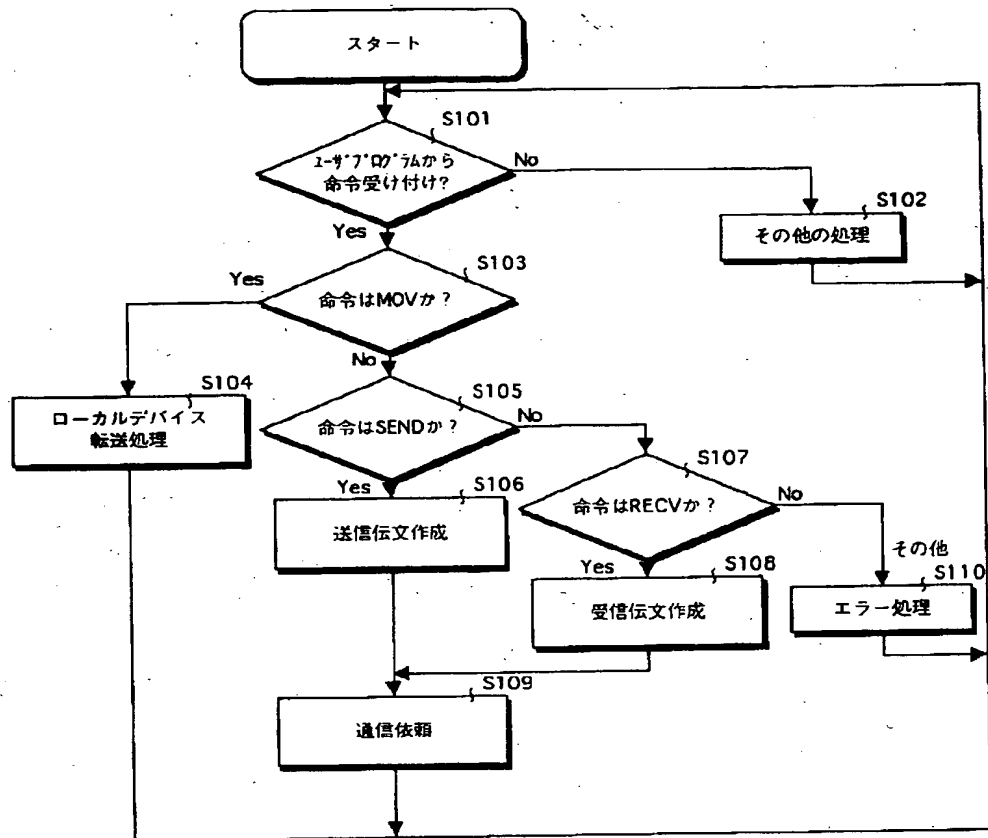 スタート
S101
ユーザプログラムから
命令受け付け?
No
Yes
S102
その他の処理
S103
命令はMOVか?
Yes
No
S104
ローカルデバイス
転送処理
S105
命令はSENDか?
No
Yes
S106
送信伝文作成
S107
命令はRECVか?
No
Yes
その他
S108
受信伝文作成
S110
エラー処理
S109
通信依頼